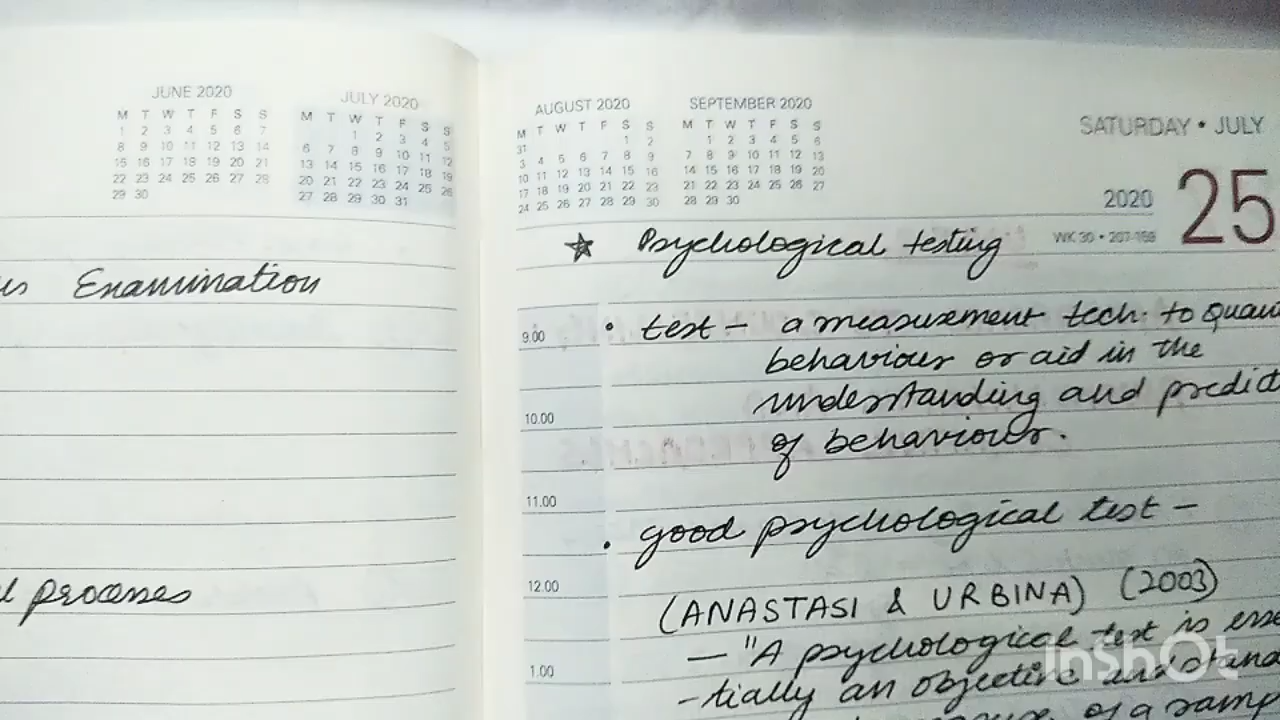 JUNE 2020
M T W T F S S
1 2 3 4 5 6 7
8 9 10 11 12 13 14
15 16 17 18 19 20 21
22 23 24 25 26 27 28
29 30
JULY 2020
M T W T F S S
1 2 3 4 5
6 7 8 9 10 11 12
13 14 15 16 17 18 19
20 21 22 23 24 25 26
27 28 29 30 31
Examination
processes
AUGUST 2020
M T W T F S S
31 1 2
3 4 5 6 7 8 9
10 11 12 13 14 15 16
17 18 19 20 21 22 23
24 25 26 27 28 29 30
SEPTEMBER 2020
M T W T F S S
1 2 3 4 5 6
7 8 9 10 11 12 13
14 15 16 17 18 19 20
21 22 23 24 25 26 27
28 29 30
SATURDAY • JULY
2020 25
WK 30 •
Psychological testing
9.00 • test - a measurement tech. to quan
behaviour or aid in the
understanding and predict
10.00 of behaviour.
11.00
• good psychological test -
12.00 (ANASTASI & URBINA) (2003)
- "A psychological test is esse
1.00 -tially an objective and stand
of a samp
InShOt